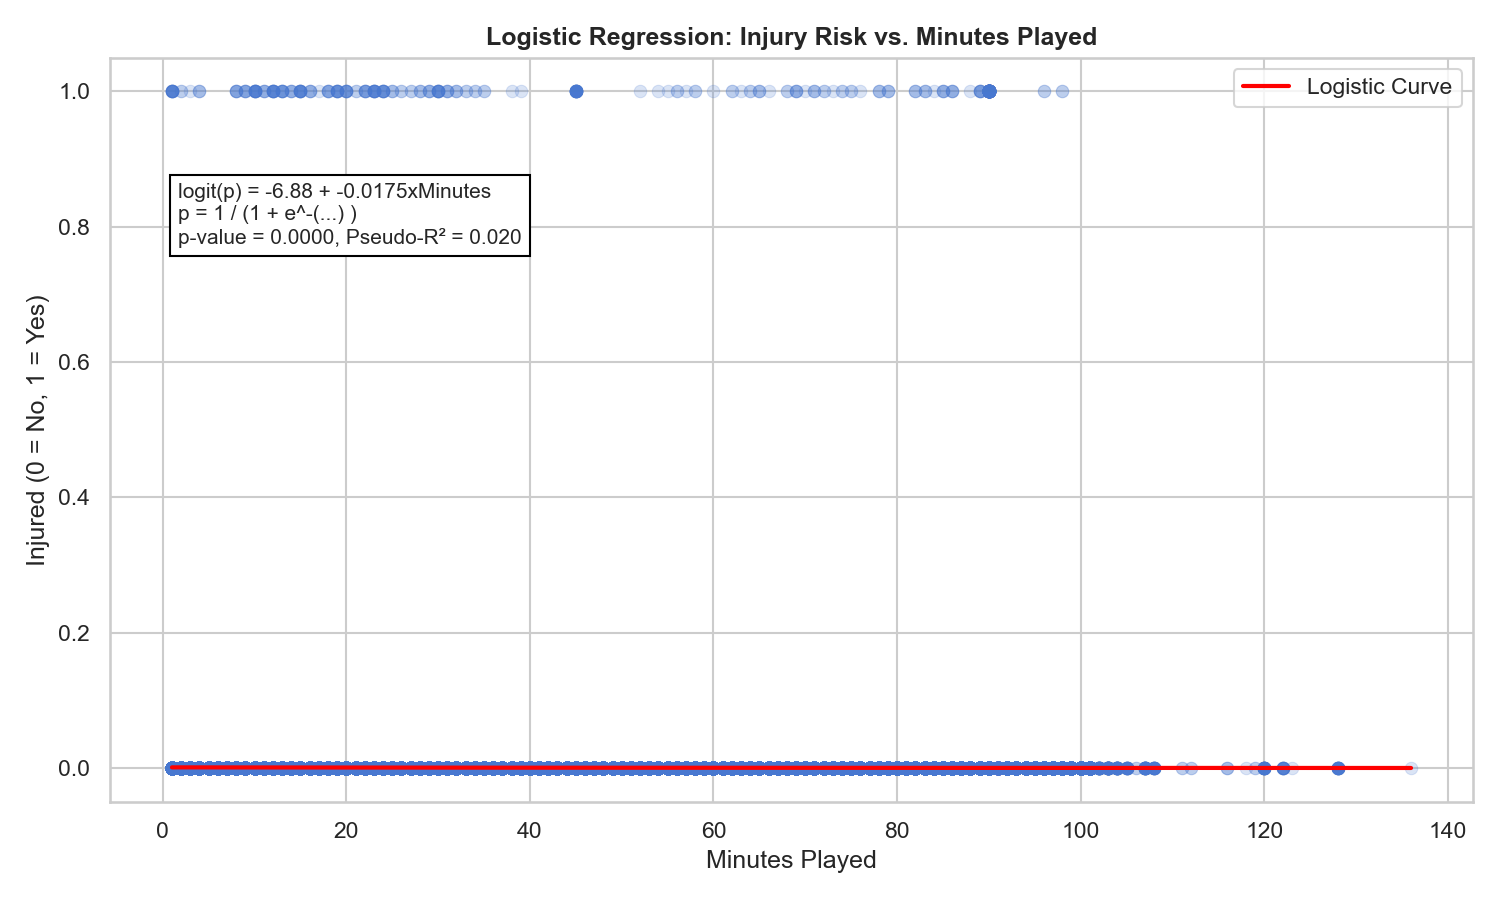 Logistic Regression: Injury Risk vs. Minutes Played
Logistic Curve
logit(p) = -6.88 + -0.0175xMinutes
p = 1 / (1 + e^-(...) )
p-value = 0.0000, Pseudo-R² = 0.020
Injured (0 = No, 1 = Yes)
1.0
0.8
0.6
0.4
0.2
0.0
0 20 40 60 80 100 120 140
Minutes Played